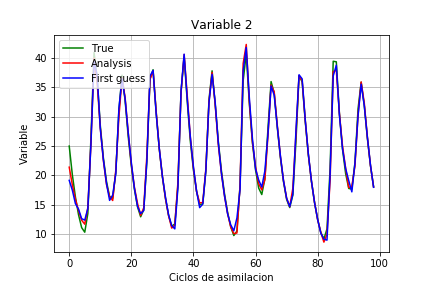 Variable 2
True
Analysis
First guess
Variable
40
35
30
25
20
15
10
0
20
40
60
80
100
Ciclos de asimilacion